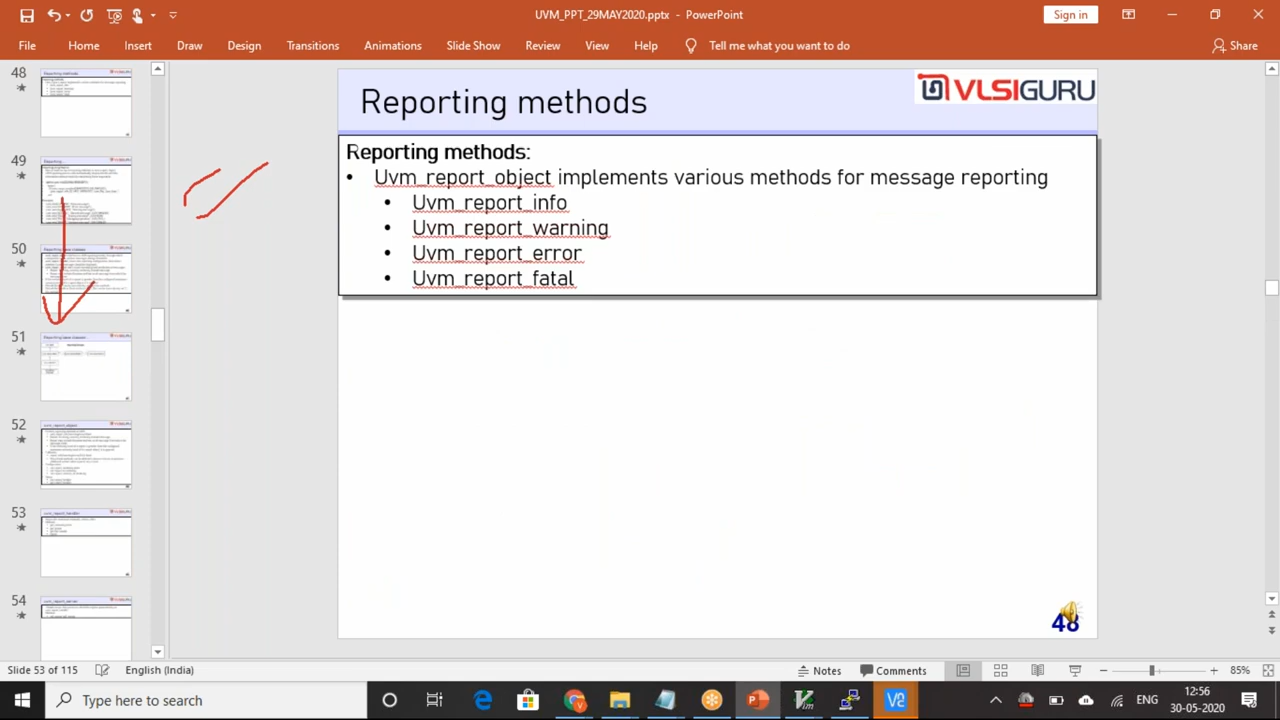 UVM_PPT_29MAY2020.pptx - PowerPoint
Sign in
File Home Insert Draw Design Transitions Animations Slide Show Review View Help Tell me what you want to do Share
48
49
50
51
52
53
54
Reporting methods
VLSIGURU
Reporting methods:
• Uvm_report_object implements various methods for message reporting
• Uvm_report_info
• Uvm_report_warning
• Uvm_report_error
• Uvm_report_fatal
48
Slide 53 of 115 English (India) Notes Comments 85%
Type here to search
ENG
12:56
30-05-2020